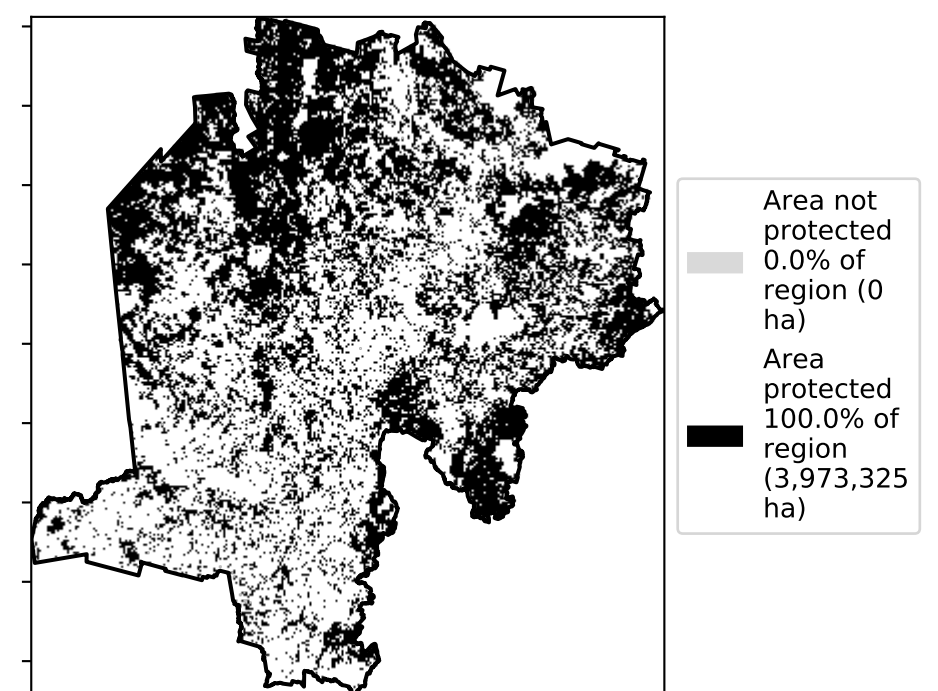 Area not
protected
0.0% of
region (0
ha)
Area
protected
100.0% of
region
(3,973,325
ha)